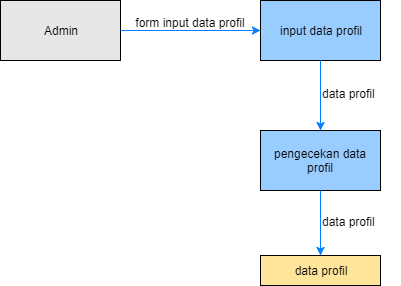 Admin
form input data profil
input data profil
data profil
pengecekan data
profil
data profil
data profil